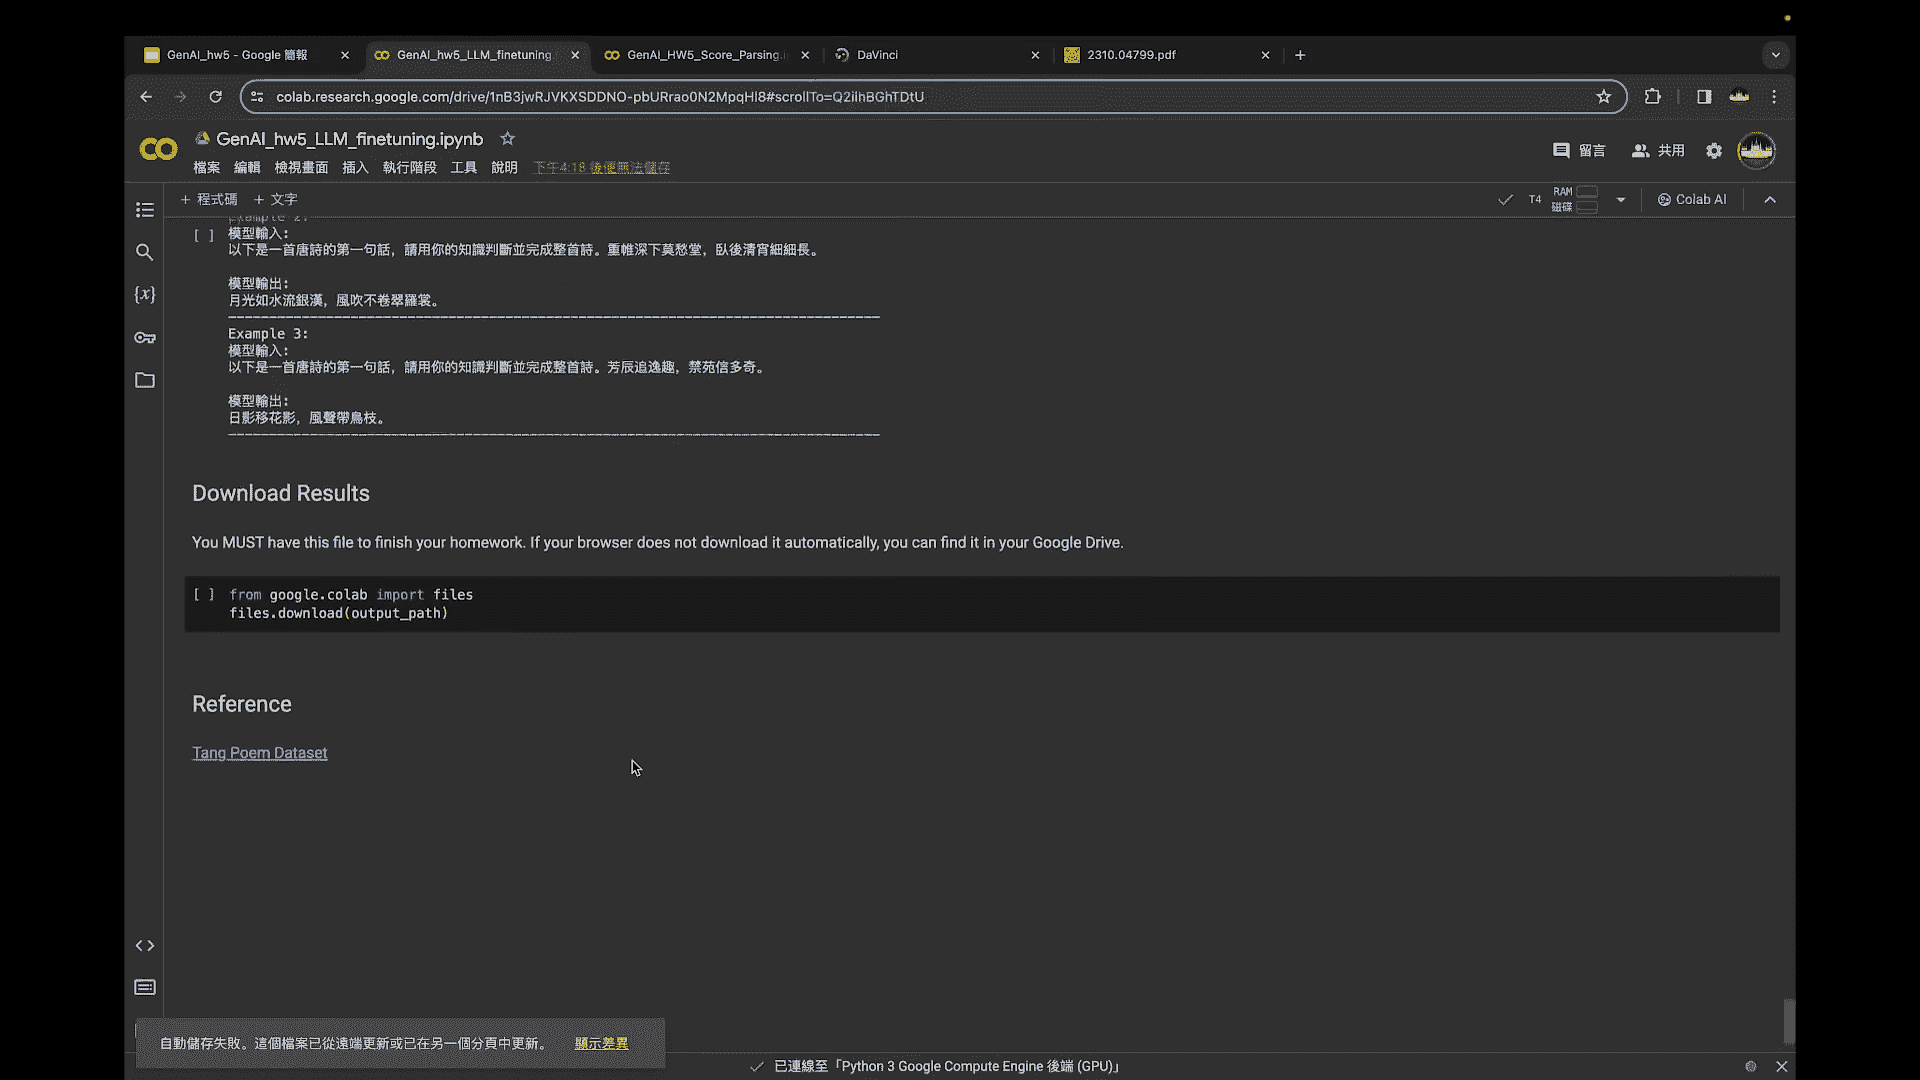 GenAI_hw5 - Google 簡報
GenAI_hw5_LLM_finetuning.
GenAI_HW5_Score_Parsing.i
DaVinci
2310.04799.pdf
colab.research.google.com/drive/1nB3jwRJVKXSDDNO-pbURrao0N2MpqHl8#scrollTo=Q2iIhBGhTDtU
GenAI_hw5_LLM_finetuning.ipynb
留言
共用
檔案 編輯 檢視畫面 插入 執行階段 工具 說明 下午4:18 後便無法儲存
+ 程式碼 + 文字
T4
RAM
磁碟
Colab AI
Example 2:
[ ] 模型輸入:
以下是一首唐詩的第一句話，請用你的知識判斷並完成整首詩。重帷深下莫愁堂，臥後清宵細細長。
模型輸出:
月光如水流銀漢，風吹不卷翠羅裳。
Example 3:
模型輸入:
以下是一首唐詩的第一句話，請用你的知識判斷並完成整首詩。芳辰追逸趣，禁苑信多奇。
模型輸出:
日影移花影，風聲帶鳥枝。
Download Results
You MUST have this file to finish your homework. If your browser does not download it automatically, you can find it in your Google Drive.
[ ] from google.colab import files
files.download(output_path)
Reference
Tang Poem Dataset
自動儲存失敗。這個檔案已從遠端更新或已在另一個分頁中更新。 顯示差異
已連線至「Python 3 Google Compute Engine 後端 (GPU)」